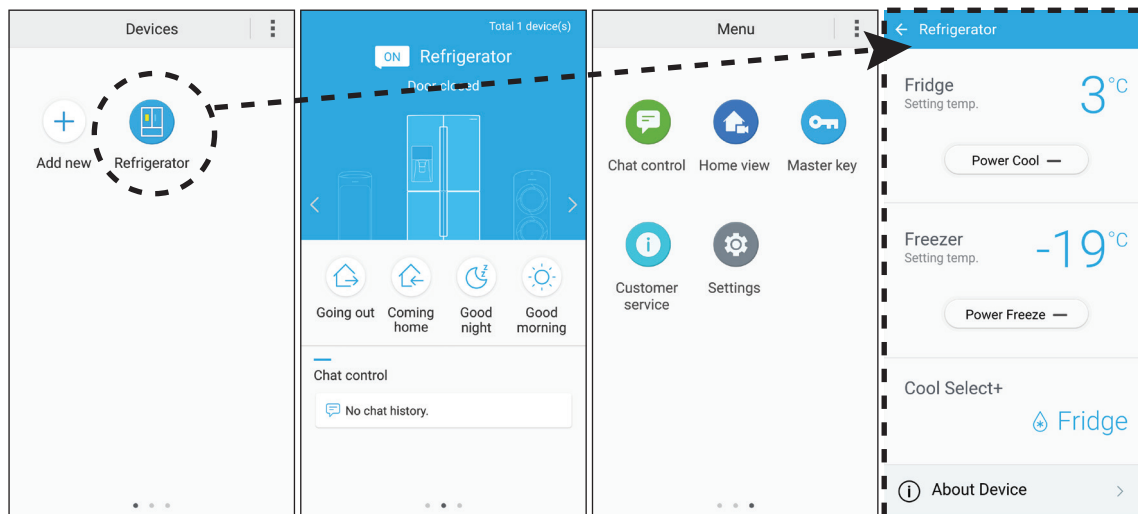 Devices
Add new
Refrigerator
Total 1 device(s)
ON Refrigerator
Door closed
Going out
Coming
home
Good
night
Good
morning
Chat control
No chat history.
Menu
Chat control
Home view
Master key
Customer
service
Settings
Refrigerator
Fridge
Setting temp.
3°C
Power Cool
Freezer
Setting temp.
-19°C
Power Freeze
Cool Select+
Fridge
About Device